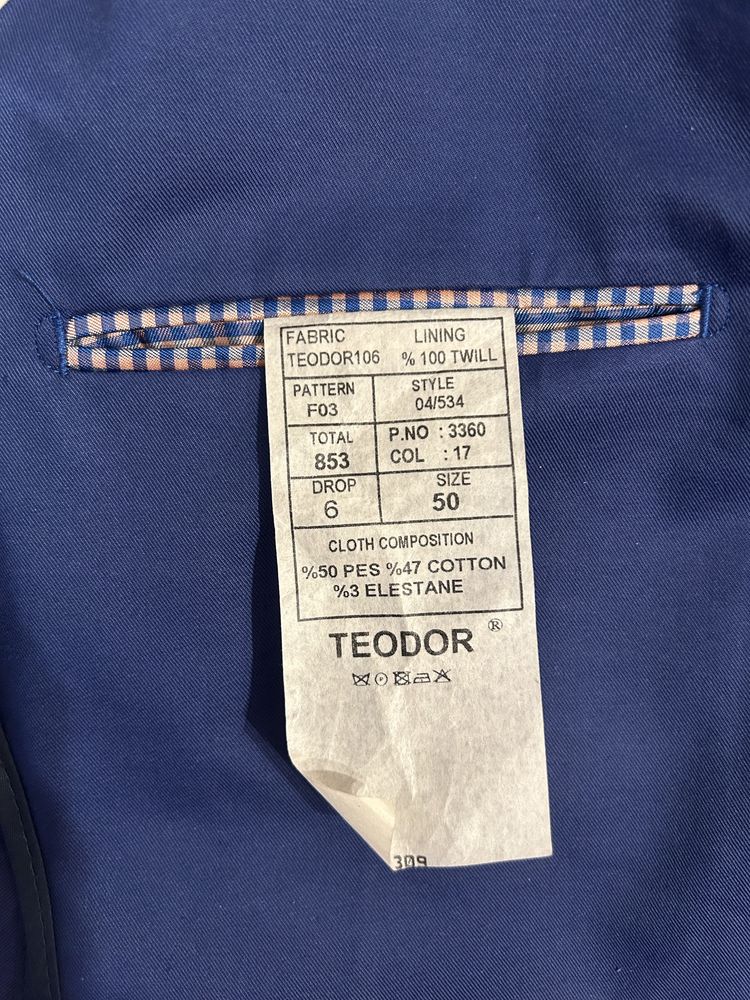 FABRIC LINING
TEODOR106 % 100 TWILL
PATTERN STYLE
F03 04/534
TOTAL P.NO : 3360
853 COL : 17
DROP SIZE
6 50
CLOTH COMPOSITION
%50 PES %47 COTTON
%3 ELESTANE
TEODOR ®
309